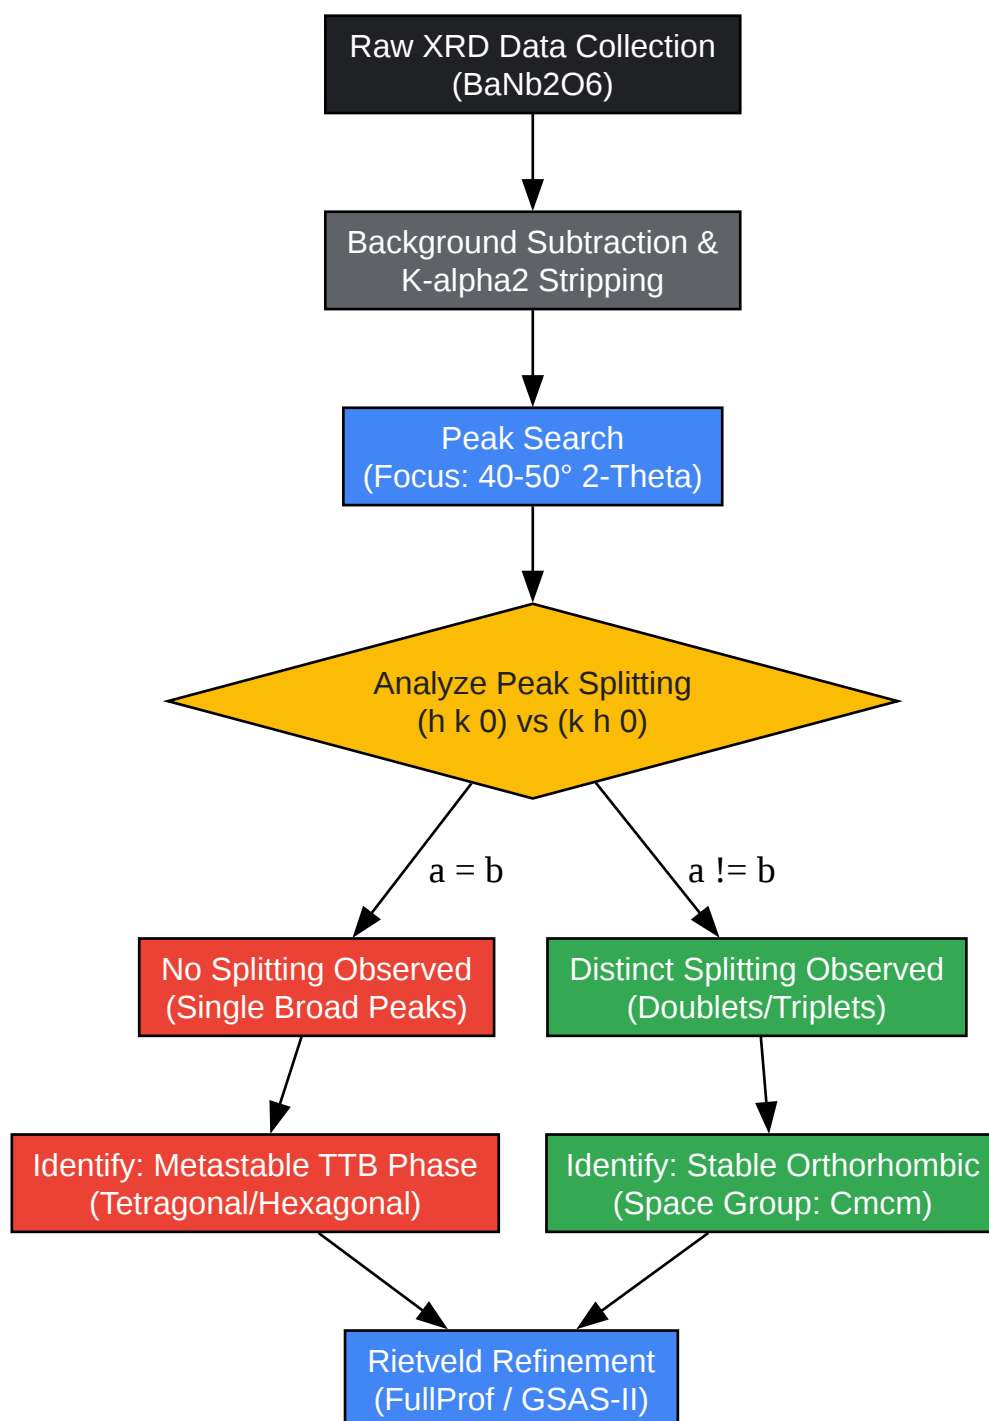 Raw XRD Data Collection
(BaNb2O6)
Background Subtraction &
K-alpha2 Stripping
Peak Search
(Focus: 40-50° 2-Theta)
Analyze Peak Splitting
(h k 0) vs (k h 0)
a = b
a != b
No Splitting Observed
(Single Broad Peaks)
Distinct Splitting Observed
(Doublets/Triplets)
Identify: Metastable TTB Phase
(Tetragonal/Hexagonal)
Identify: Stable Orthorhombic
(Space Group: Cmcm)
Rietveld Refinement
(FullProf / GSAS-II)